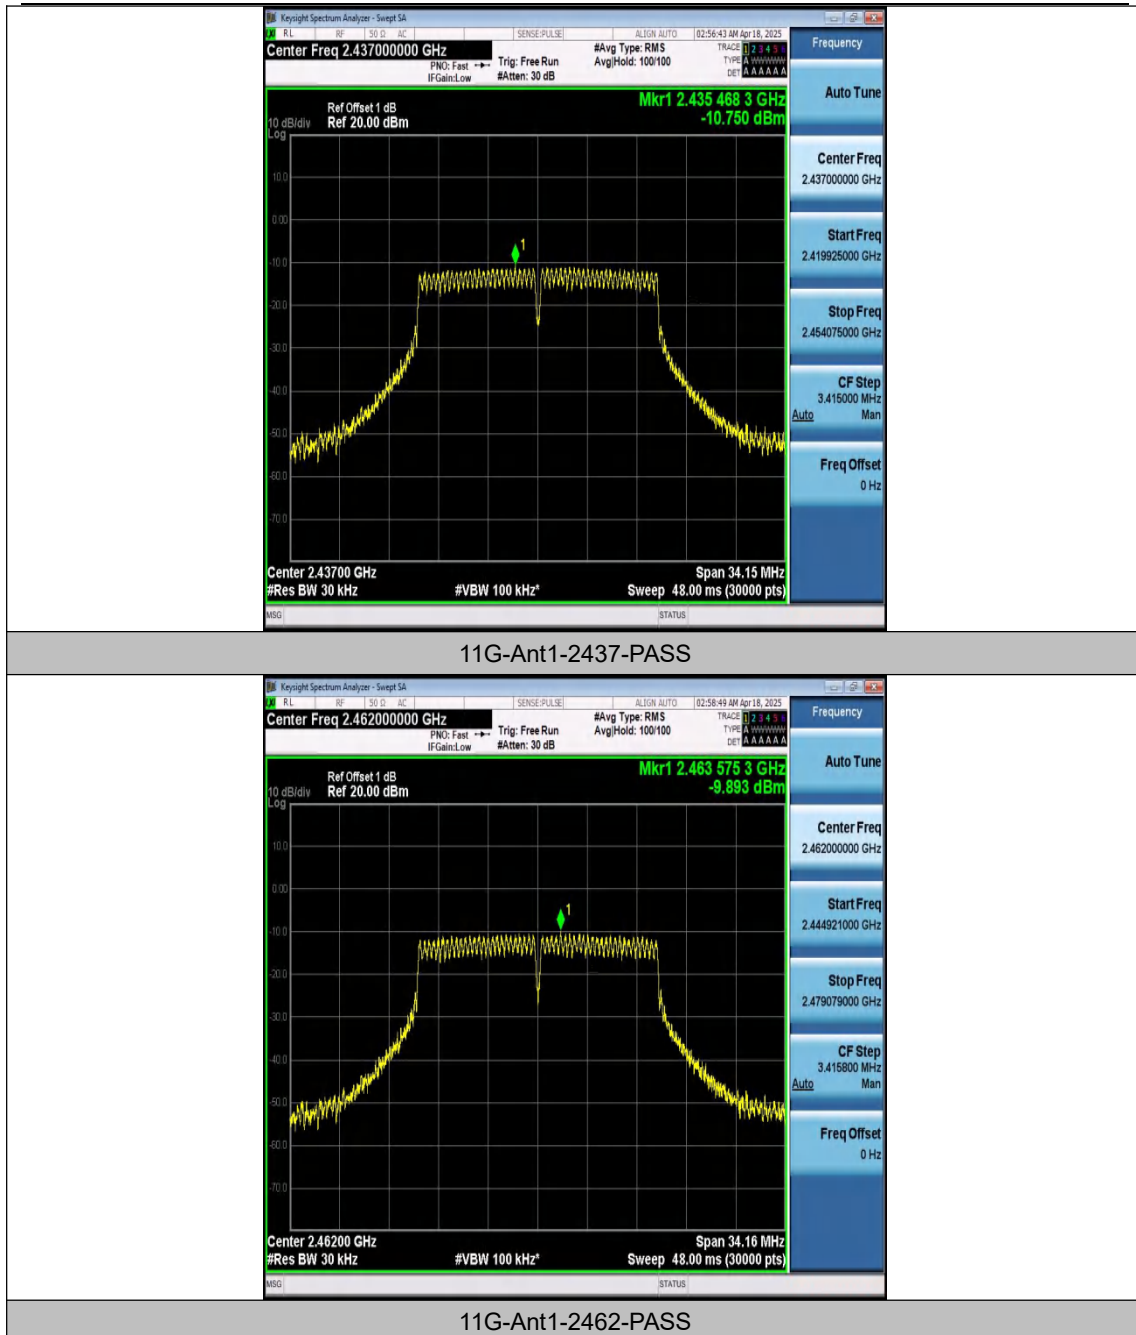 Keysight Spectrum Analyzer - Swept SA
RL RF 50 Ω AC SENSE:PULSE ALIGN AUTO 02:56:43 AM Apr 18, 2025
Center Freq 2.437000000 GHz
PNO: Fast
IFGain:Low
Trig: Free Run
#Atten: 30 dB
#Avg Type: RMS
Avg|Hold: 100/100
TRACE 1 2 3 4 5 6
TYPE A WWWWW
DET A A A A A A
Frequency
Mkr1 2.435 468 3 GHz
-10.750 dBm
Ref Offset 1 dB
10 dB/div Ref 20.00 dBm
Log
10.0
0.00
-10.0
-20.0
-30.0
-40.0
-50.0
-60.0
-70.0
1
Center 2.43700 GHz Span 34.15 MHz
#Res BW 30 kHz #VBW 100 kHz* Sweep 48.00 ms (30000 pts)
MSG STATUS
Auto Tune
Center Freq
2.437000000 GHz
Start Freq
2.419925000 GHz
Stop Freq
2.454075000 GHz
CF Step
3.415000 MHz
Auto Man
Freq Offset
0 Hz
11G-Ant1-2437-PASS
Keysight Spectrum Analyzer - Swept SA
RL RF 50 Ω AC SENSE:PULSE ALIGN AUTO 02:58:49 AM Apr 18, 2025
Center Freq 2.462000000 GHz
PNO: Fast
IFGain:Low
Trig: Free Run
#Atten: 30 dB
#Avg Type: RMS
Avg|Hold: 100/100
TRACE 1 2 3 4 5 6
TYPE A WWWWW
DET A A A A A A
Frequency
Mkr1 2.463 575 3 GHz
-9.893 dBm
Ref Offset 1 dB
10 dB/div Ref 20.00 dBm
Log
10.0
0.00
-10.0
-20.0
-30.0
-40.0
-50.0
-60.0
-70.0
1
Center 2.46200 GHz Span 34.16 MHz
#Res BW 30 kHz #VBW 100 kHz* Sweep 48.00 ms (30000 pts)
MSG STATUS
Auto Tune
Center Freq
2.462000000 GHz
Start Freq
2.444921000 GHz
Stop Freq
2.479079000 GHz
CF Step
3.415800 MHz
Auto Man
Freq Offset
0 Hz
11G-Ant1-2462-PASS